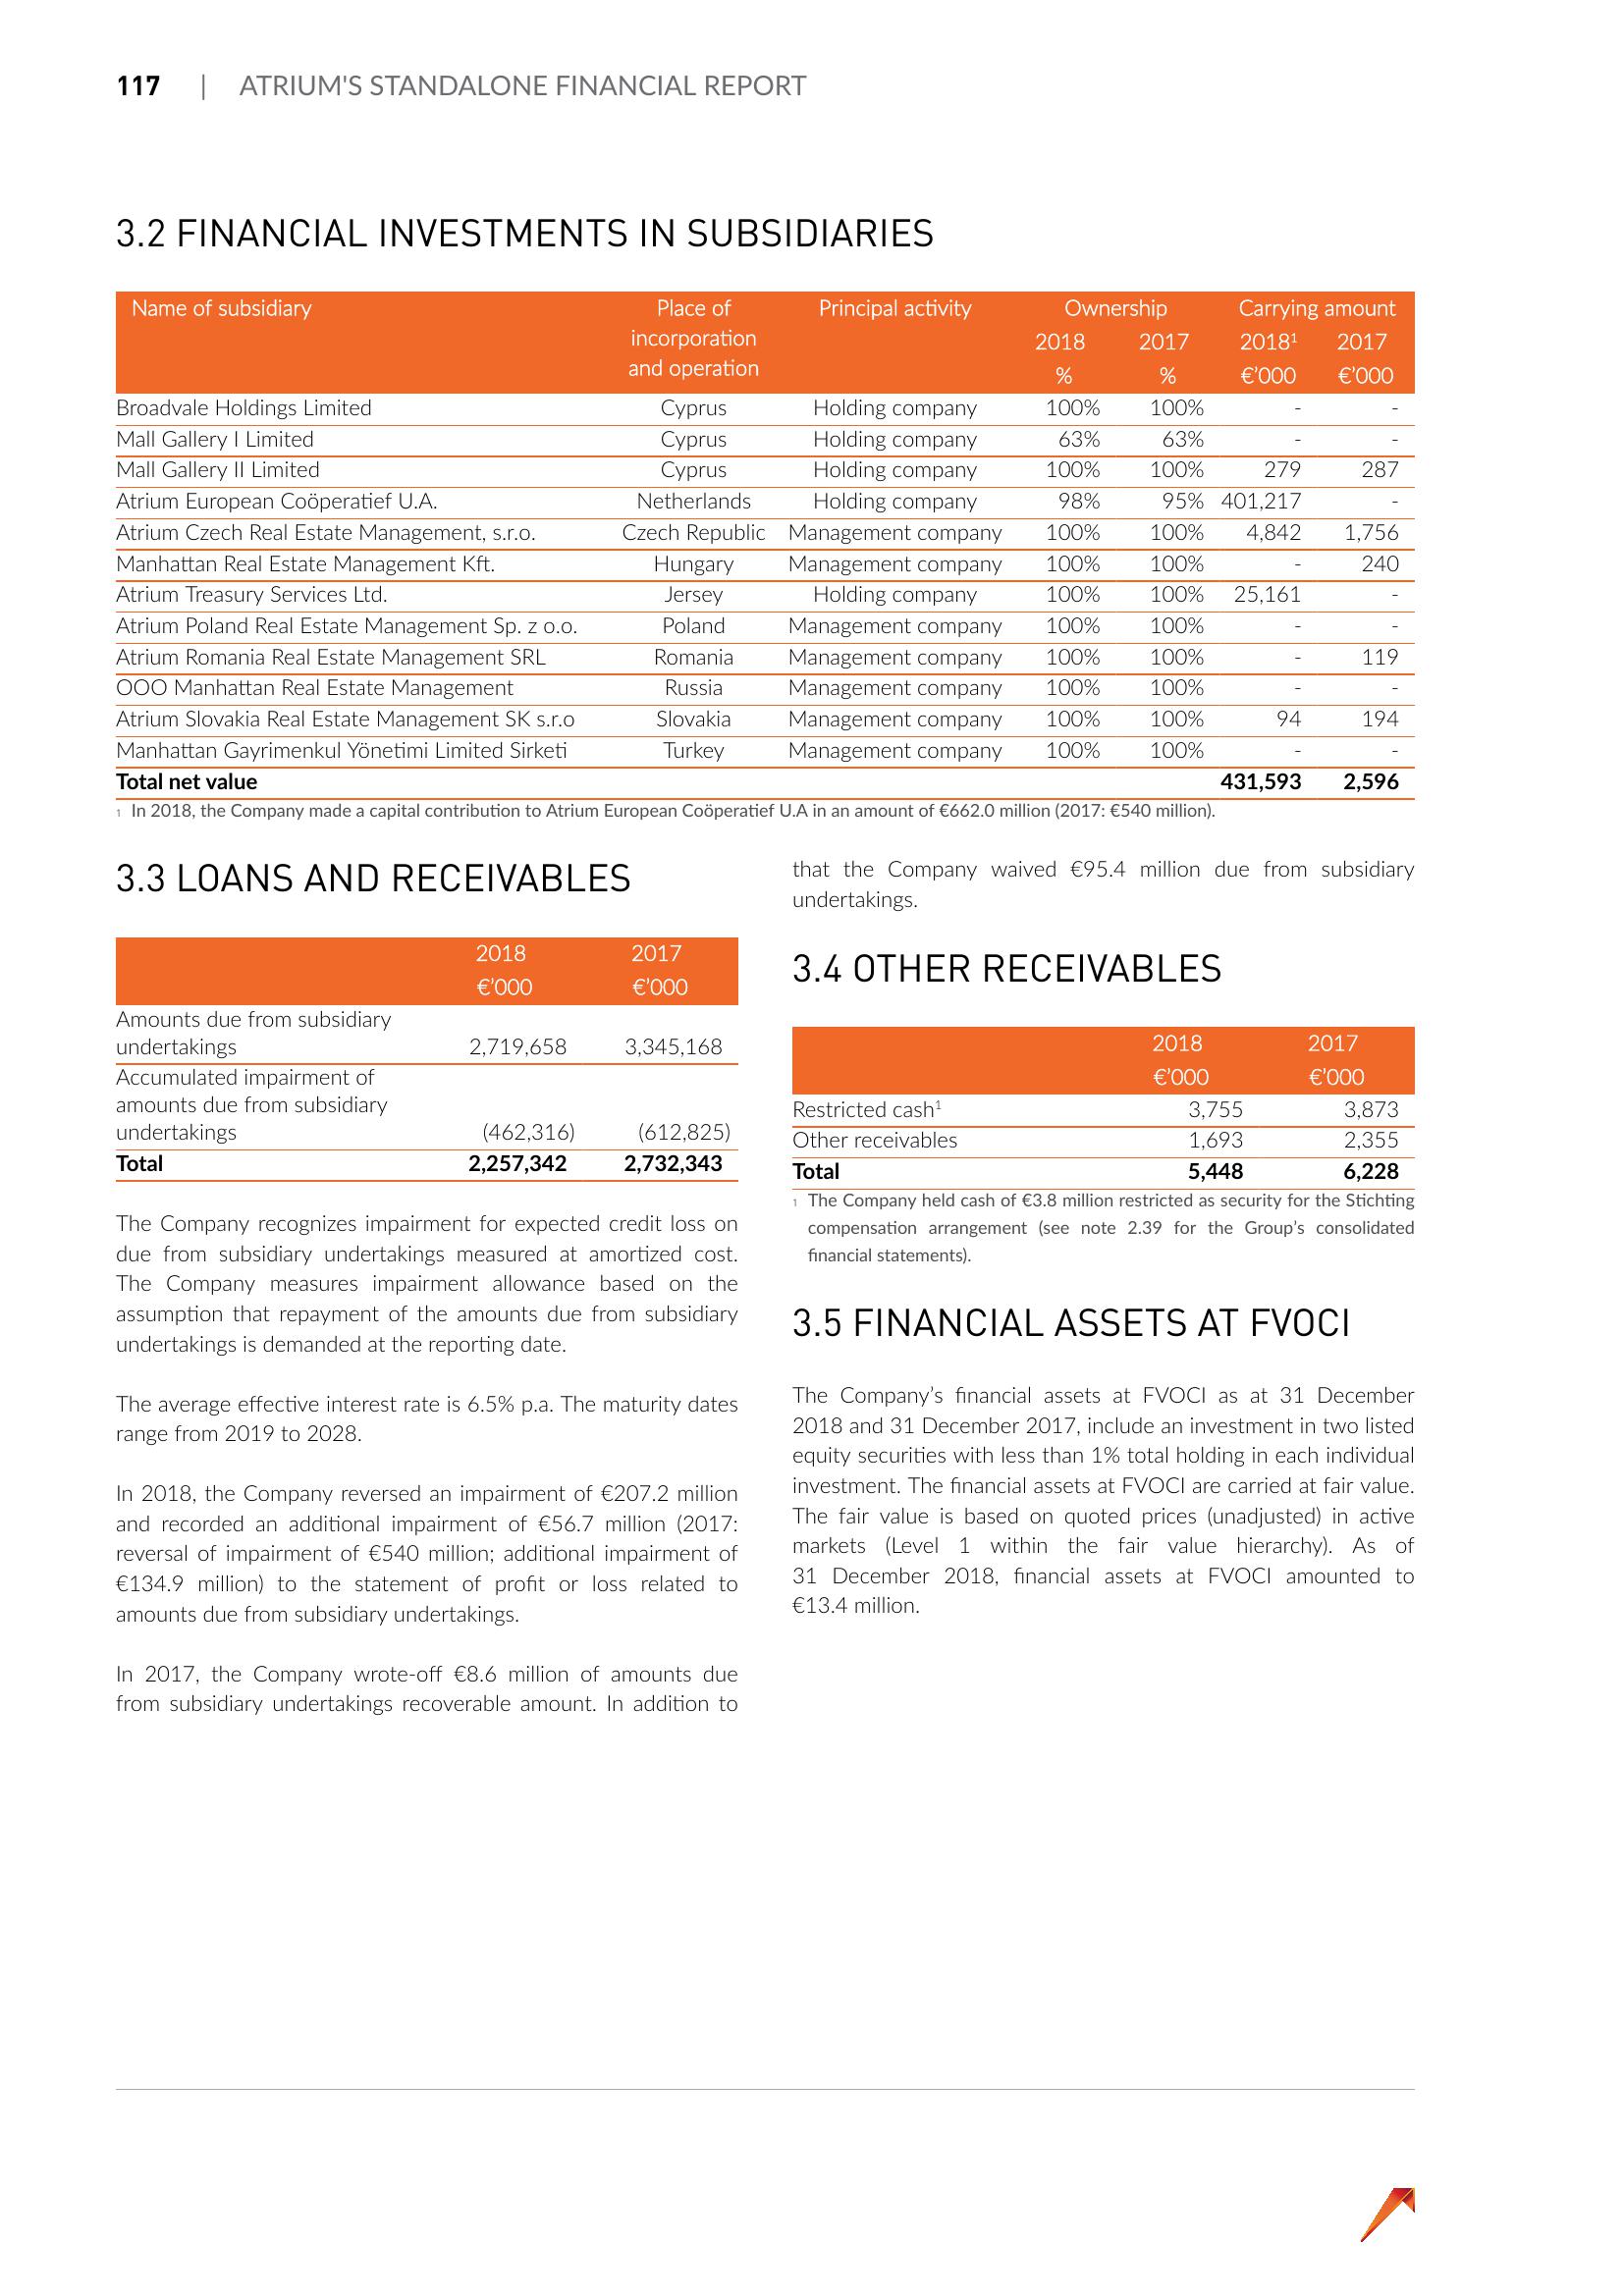 117 | ATRIUM'S STANDALONE FINANCIAL REPORT
3.2 FINANCIAL INVESTMENTS IN SUBSIDIARIES
Name of subsidiary Place of Principal activity Ownership Carrying amount
incorporation 2018 2017 2018¹ 2017
and operation % % €’000 €’000
Broadvale Holdings Limited Cyprus Holding company 100% 100% - -
Mall Gallery I Limited Cyprus Holding company 63% 63% - -
Mall Gallery II Limited Cyprus Holding company 100% 100% 279 287
Atrium European Coöperatief U.A. Netherlands Holding company 98% 95% 401,217 -
Atrium Czech Real Estate Management, s.r.o. Czech Republic Management company 100% 100% 4,842 1,756
Manhattan Real Estate Management Kft. Hungary Management company 100% 100% - 240
Atrium Treasury Services Ltd. Jersey Holding company 100% 100% 25,161 -
Atrium Poland Real Estate Management Sp. z o.o. Poland Management company 100% 100% - -
Atrium Romania Real Estate Management SRL Romania Management company 100% 100% - 119
OOO Manhattan Real Estate Management Russia Management company 100% 100% - -
Atrium Slovakia Real Estate Management SK s.r.o Slovakia Management company 100% 100% 94 194
Manhattan Gayrimenkul Yönetimi Limited Sirketi Turkey Management company 100% 100% - -
Total net value 431,593 2,596
1 In 2018, the Company made a capital contribution to Atrium European Coöperatief U.A in an amount of €662.0 million (2017: €540 million).
3.3 LOANS AND RECEIVABLES
2018 2017
€’000 €’000
Amounts due from subsidiary
undertakings 2,719,658 3,345,168
Accumulated impairment of
amounts due from subsidiary
undertakings (462,316) (612,825)
Total 2,257,342 2,732,343
The Company recognizes impairment for expected credit loss on
due from subsidiary undertakings measured at amortized cost.
The Company measures impairment allowance based on the
assumption that repayment of the amounts due from subsidiary
undertakings is demanded at the reporting date.
The average effective interest rate is 6.5% p.a. The maturity dates
range from 2019 to 2028.
In 2018, the Company reversed an impairment of €207.2 million
and recorded an additional impairment of €56.7 million (2017:
reversal of impairment of €540 million; additional impairment of
€134.9 million) to the statement of profit or loss related to
amounts due from subsidiary undertakings.
In 2017, the Company wrote-off €8.6 million of amounts due
from subsidiary undertakings recoverable amount. In addition to
that the Company waived €95.4 million due from subsidiary
undertakings.
3.4 OTHER RECEIVABLES
2018 2017
€’000 €’000
Restricted cash¹ 3,755 3,873
Other receivables 1,693 2,355
Total 5,448 6,228
1 The Company held cash of €3.8 million restricted as security for the Stichting
compensation arrangement (see note 2.39 for the Group’s consolidated
financial statements).
3.5 FINANCIAL ASSETS AT FVOCI
The Company’s financial assets at FVOCI as at 31 December
2018 and 31 December 2017, include an investment in two listed
equity securities with less than 1% total holding in each individual
investment. The financial assets at FVOCI are carried at fair value.
The fair value is based on quoted prices (unadjusted) in active
markets (Level 1 within the fair value hierarchy). As of
31 December 2018, financial assets at FVOCI amounted to
€13.4 million.